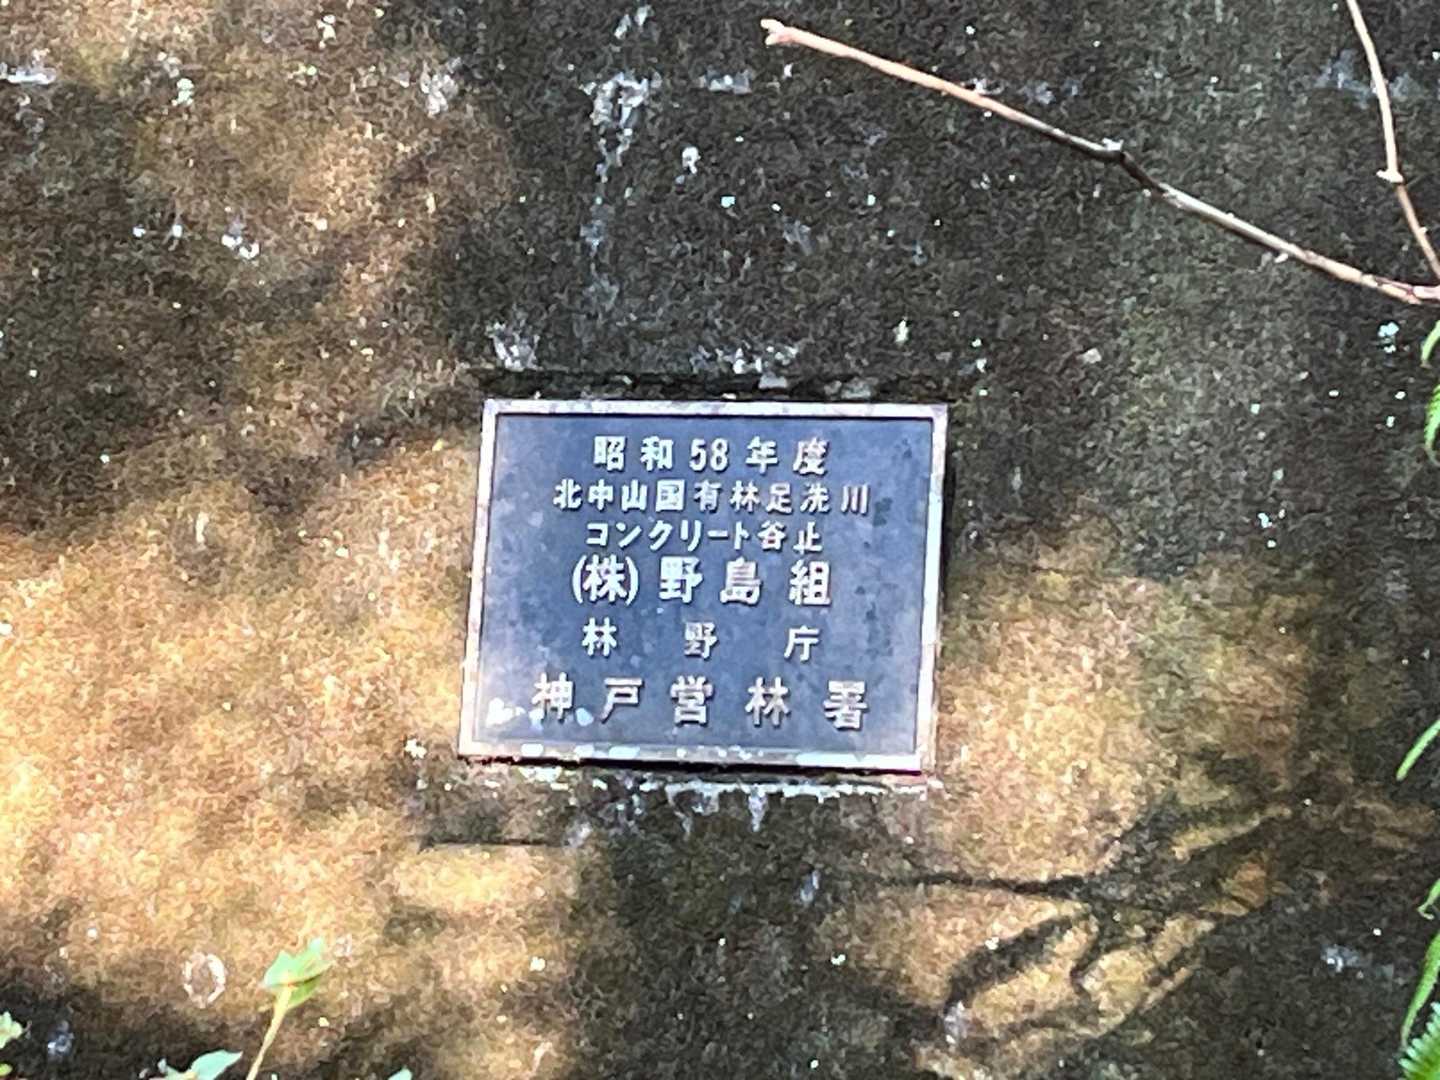 昭和58年度
北中山国有林足洗川
コンクリート谷止
(株)野島組
林野庁
神戸営林署